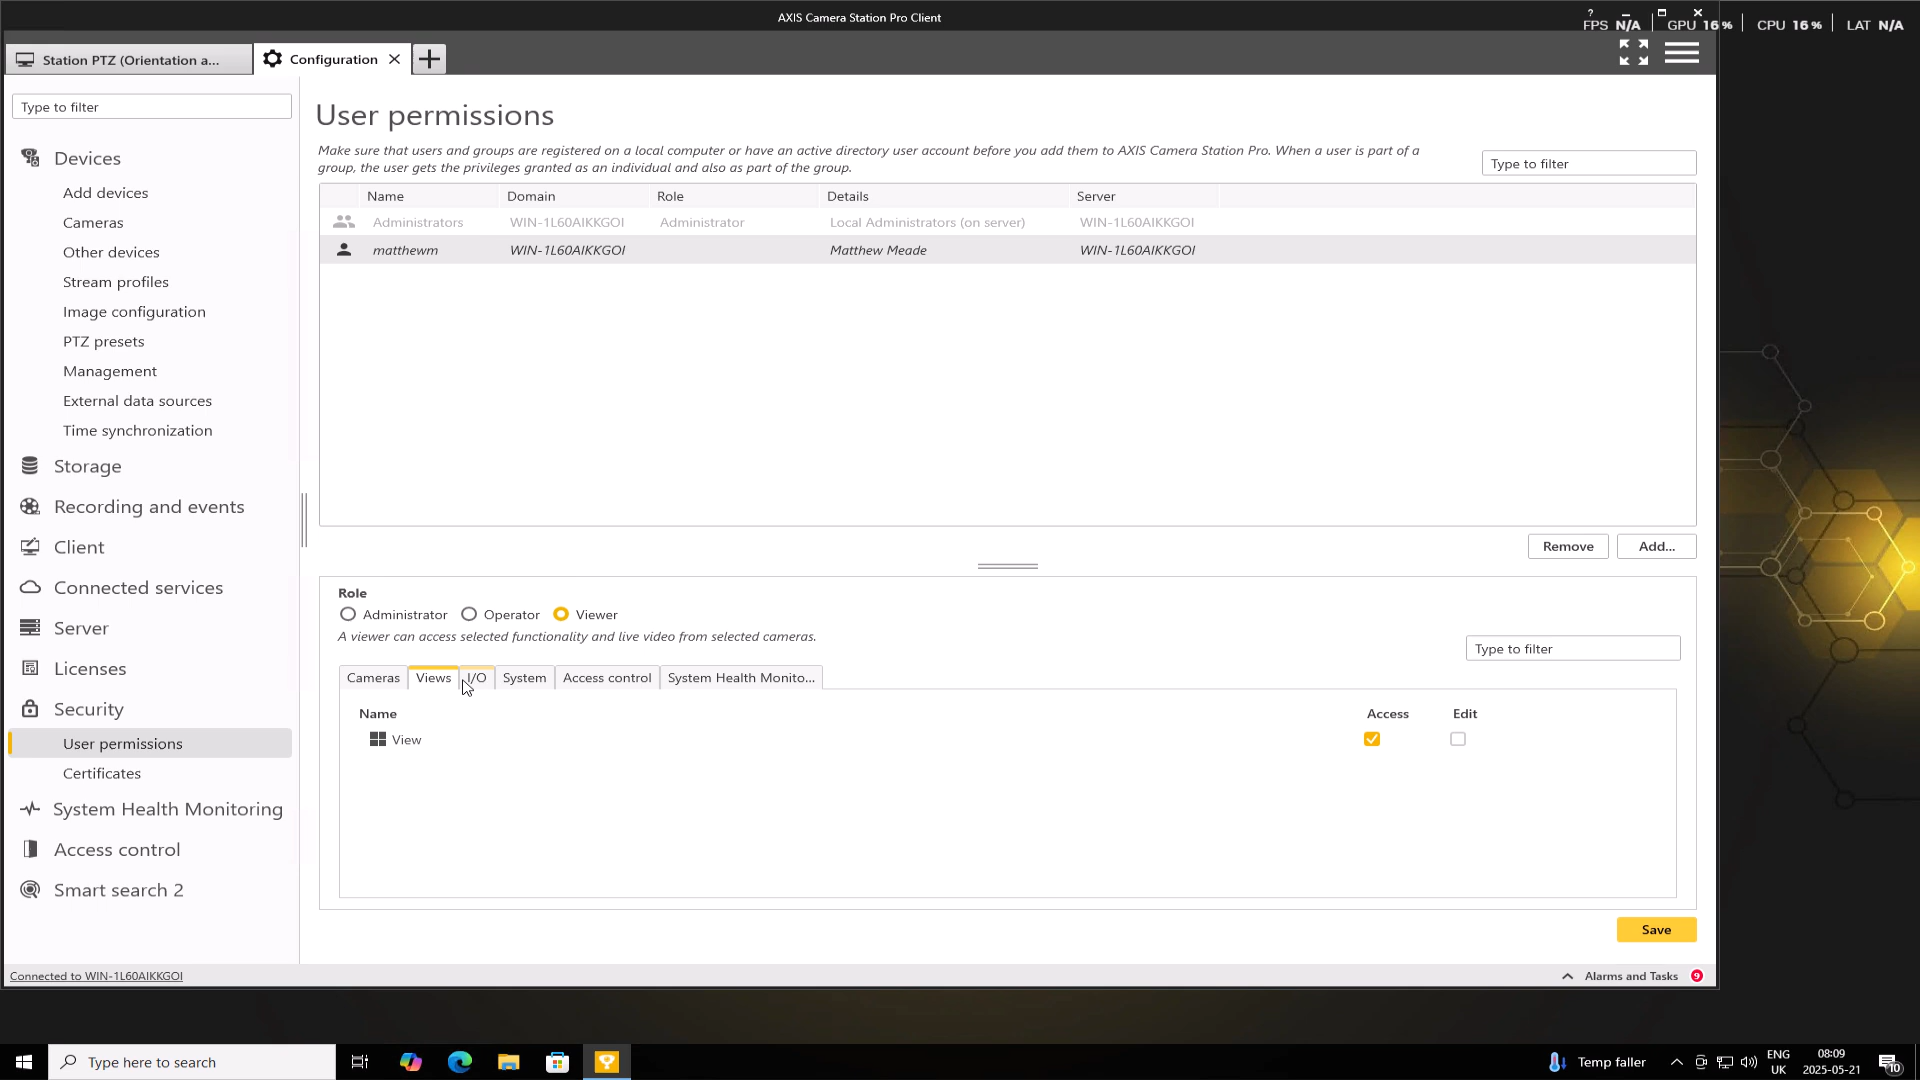 AXIS Camera Station Pro Client
?
FPS N/A GPU 16 % CPU 16 % LAT N/A
Station PTZ (Orientation a...
Configuration
Type to filter
Devices
Add devices
Cameras
Other devices
Stream profiles
Image configuration
PTZ presets
Management
External data sources
Time synchronization
Storage
Recording and events
Client
Connected services
Server
Licenses
Security
User permissions
Certificates
System Health Monitoring
Access control
Smart search 2
User permissions
Make sure that users and groups are registered on a local computer or have an active directory user account before you add them to AXIS Camera Station Pro. When a user is part of a
group, the user gets the privileges granted as an individual and also as part of the group.
Type to filter
Name Domain Role Details Server
Administrators WIN-1L60AIKKGOI Administrator Local Administrators (on server) WIN-1L60AIKKGOI
matthewm WIN-1L60AIKKGOI Matthew Meade WIN-1L60AIKKGOI
Remove Add...
Role
Administrator Operator Viewer
A viewer can access selected functionality and live video from selected cameras.
Type to filter
Cameras Views I/O System Access control System Health Monito...
Name Access Edit
View
Save
Connected to WIN-1L60AIKKGOI
Alarms and Tasks 9
Type here to search
Temp faller
ENG
UK
08:09
2025-05-21
10